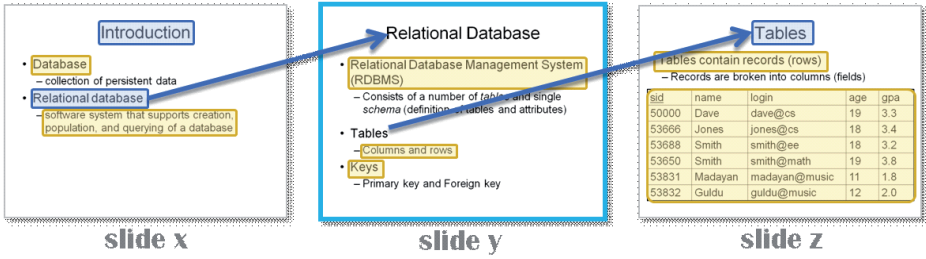 Introduction
• Database
– collection of persistent data
• Relational database
– software system that supports creation,
population, and querying of a database
slide x
Relational Database
• Relational Database Management System
(RDBMS)
– Consists of a number of tables and single
schema (definition of tables and attributes)
• Tables
– Columns and rows
• Keys
– Primary key and Foreign key
slide y
Tables
Tables contain records (rows)
– Records are broken into columns (fields)
sid name login age gpa
50000 Dave dave@cs 19 3.3
53666 Jones jones@cs 18 3.4
53688 Smith smith@ee 18 3.2
53650 Smith smith@math 19 3.8
53831 Madayan madayan@music 11 1.8
53832 Guldu guldu@music 12 2.0
slide z